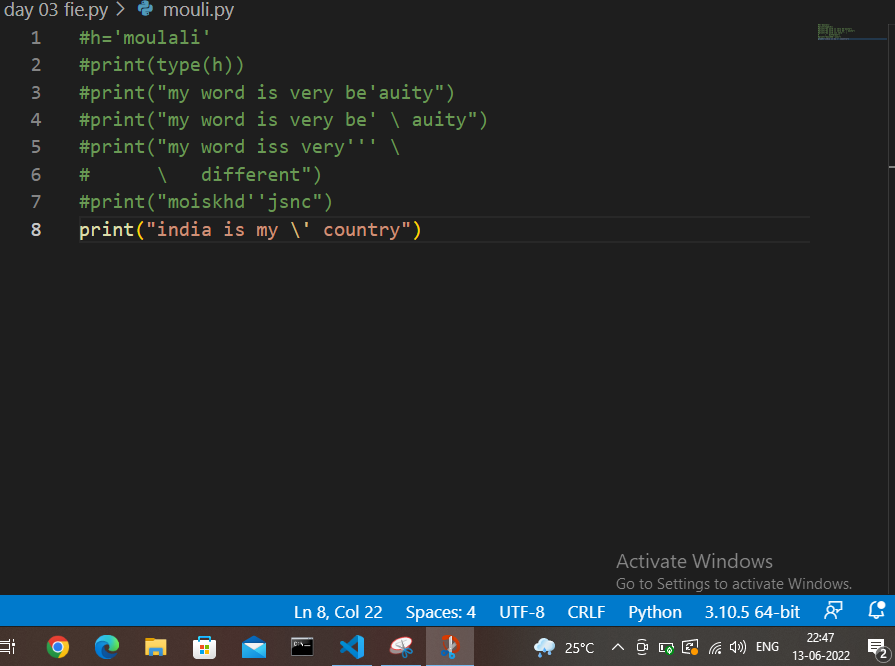 day 03 fie.py > mouli.py
1 #h='moulali'
2 #print(type(h))
3 #print("my word is very be'auity")
4 #print("my word is very be' \ auity")
5 #print("my word iss very''' \
6 #      \   different")
7 #print("moiskhd''jsnc")
8 print("india is my \' country")
Activate Windows
Go to Settings to activate Windows.
Ln 8, Col 22 Spaces: 4 UTF-8 CRLF Python 3.10.5 64-bit
25°C ENG 22:47
13-06-2022 2